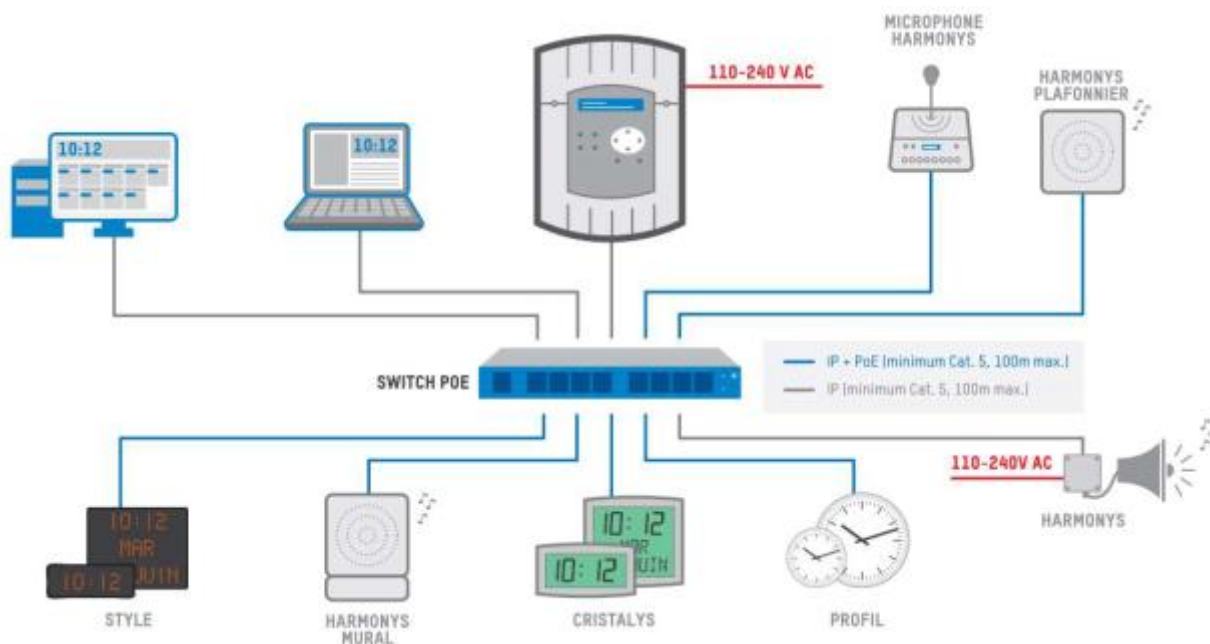 MICROPHONE
HARMONYS
HARMONYS
PLAFONNIER
110-240 V AC
10:12
10:12
SWITCH POE
IP + PoE (minimum Cat. 5, 100m max.)
IP (minimum Cat. 5, 100m max.)
110-240V AC
HARMONYS
10:12
MAR
JUIN
10:12
STYLE
HARMONYS
MURAL
10:12
MAR
UIN
10:12
CRISTALYS
PROFIL